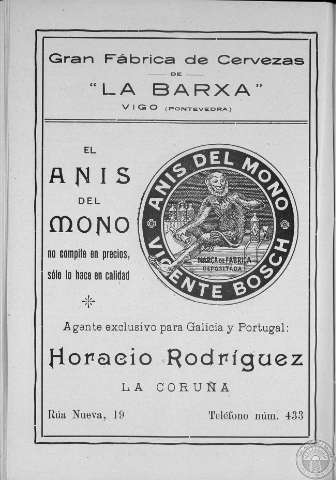 Gran Fábrica de Cervezas
DE
"LA BARXA"
VIGO (PONTEVEDRA)
EL
ANIS
DEL
MONO
no compite en precios,
sólo lo hace en calidad
ANIS DEL MONO
MARCA DE FÁBRICA
DEPOSITADA
VICENTE BOSCH
Agente exclusivo para Galicia y Portugal:
Horacio Rodríguez
LA CORUÑA
Rúa Nueva, 19 Teléfono núm. 433